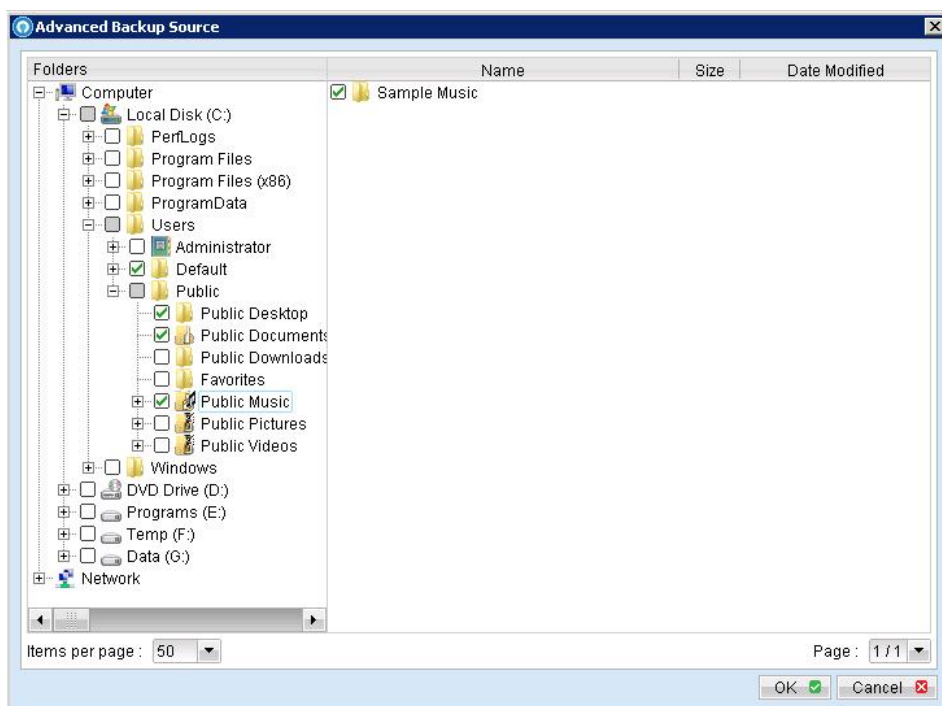 Advanced Backup Source
Folders
Name Size Date Modified
Computer
Sample Music
Local Disk (C:)
PerfLogs
Program Files
Program Files (x86)
ProgramData
Users
Administrator
Default
Public
Public Desktop
Public Documents
Public Downloads
Favorites
Public Music
Public Pictures
Public Videos
Windows
DVD Drive (D:)
Programs (E:)
Temp (F:)
Data (G:)
Network
Items per page : 50
Page : 1 / 1
OK Cancel